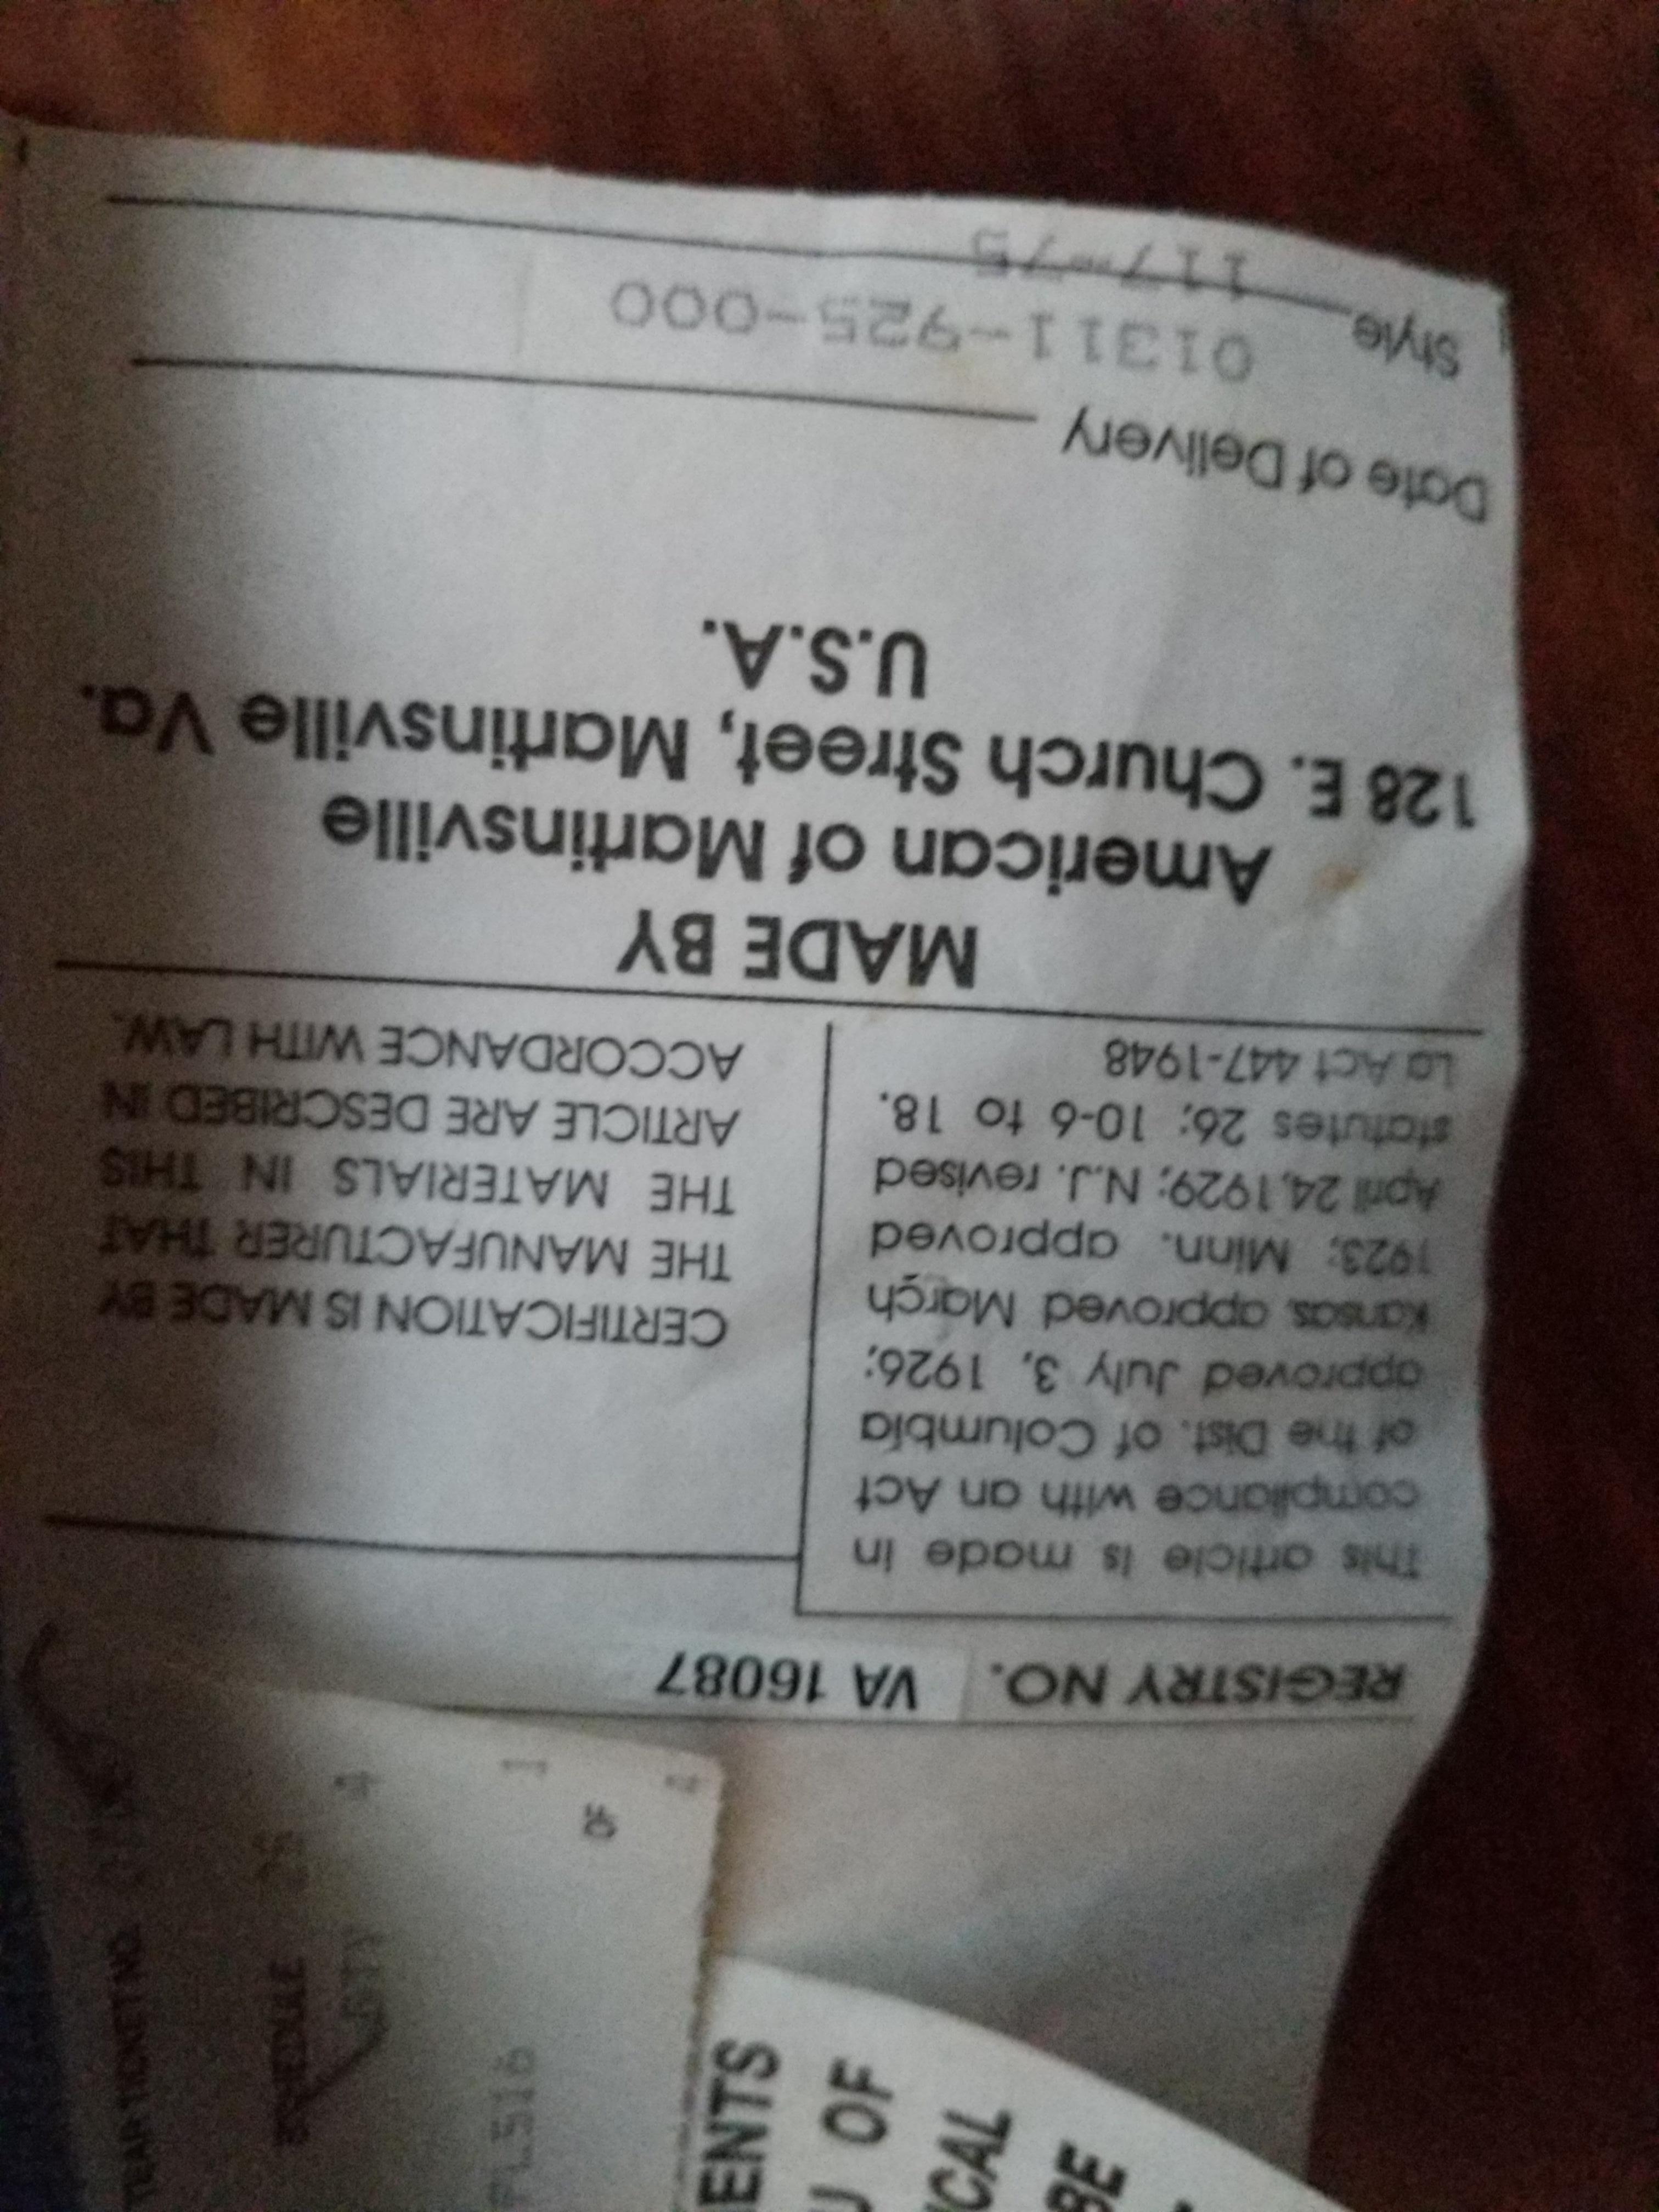 REGISTRY NO. VA 16087
This article is made in
compliance with an Act
of the Dist. of Columbia
approved July 3, 1926;
Kansas approved March
1923; Minn. approved
April 24,1929; N.J. revised
statutes 26; 10-6 to 18.
La Act 447-1948
CERTIFICATION IS MADE BY
THE MANUFACTURER THAT
THE MATERIALS IN THIS
ARTICLE ARE DESCRIBED IN
ACCORDANCE WITH LAW.
MADE BY
American of Martinsville
128 E. Church Street, Martinsville Va.
U.S.A.
Date of Delivery
01311-925-000
Style
117-75
ENTS
OF
ICAL
BE
FL516
TICKET NO.